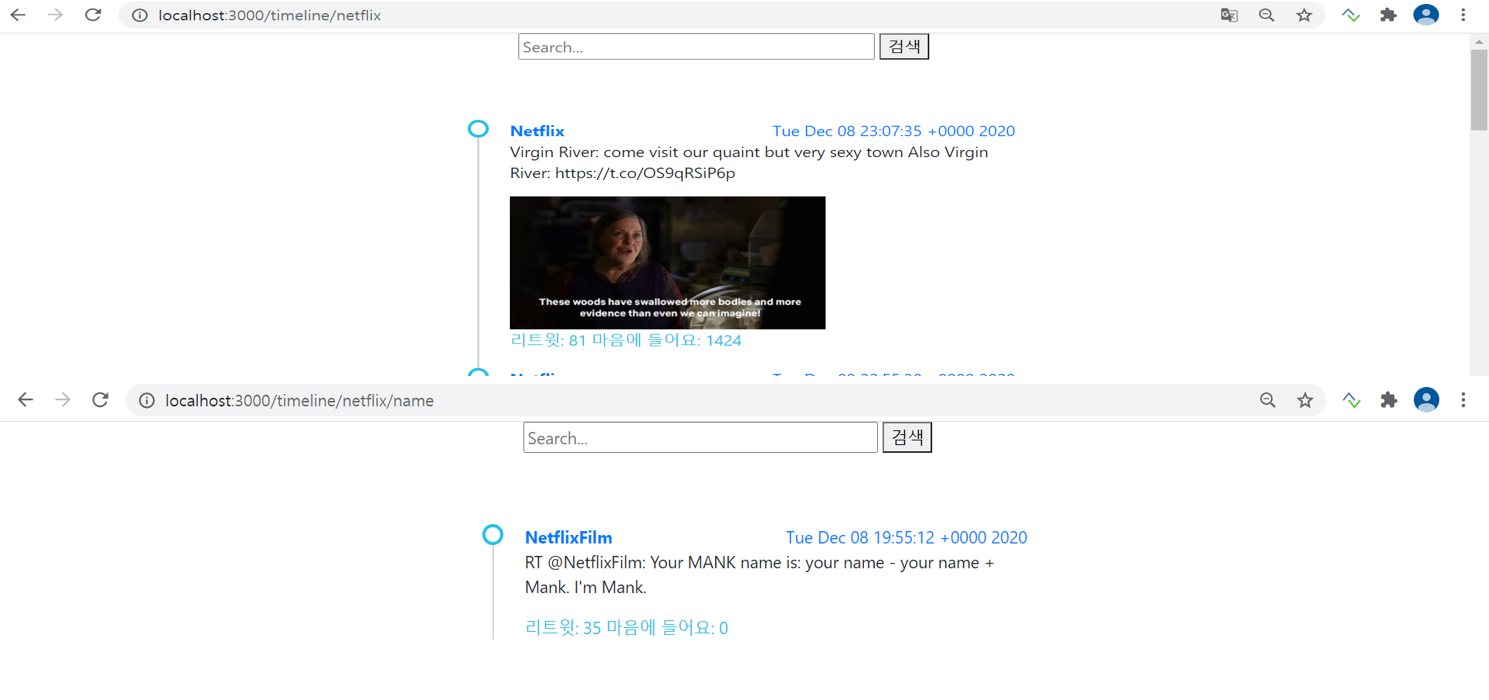 localhost:3000/timeline/netflix
Search...
검색
Netflix
Tue Dec 08 23:07:35 +0000 2020
Virgin River: come visit our quaint but very sexy town Also Virgin
River: https://t.co/OS9qRSiP6p
These woods have swallowed more bodies and more
evidence than even we can imagine!
리트윗: 81 마음에 들어요: 1424
localhost:3000/timeline/netflix/name
Search...
검색
NetflixFilm
Tue Dec 08 19:55:12 +0000 2020
RT @NetflixFilm: Your MANK name is: your name - your name +
Mank. I'm Mank.
리트윗: 35 마음에 들어요: 0